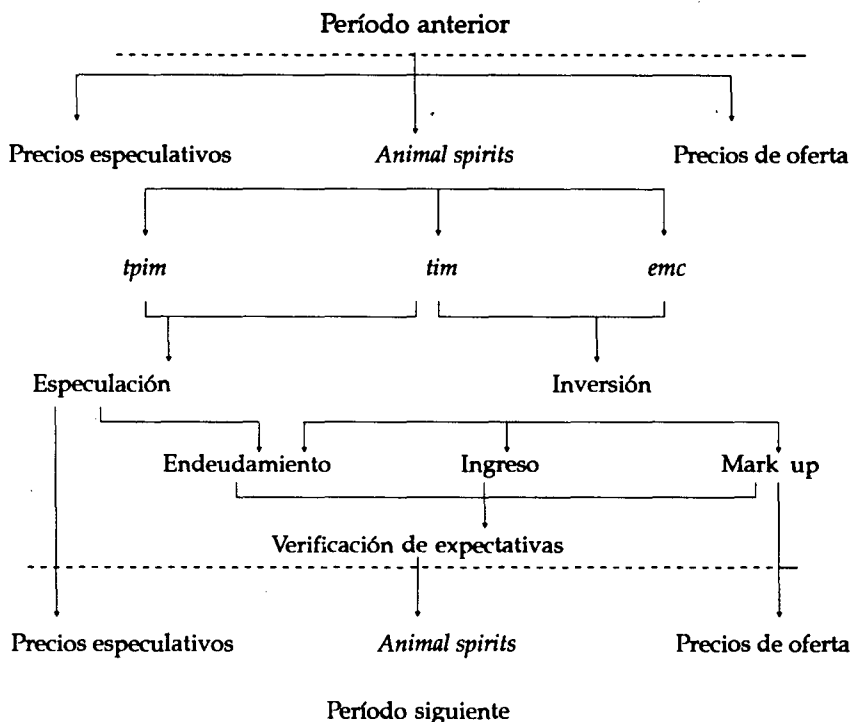 Período anterior
Precios especulativos Animal spirits Precios de oferta
tpim tim emc
Especulación Inversión
Endeudamiento Ingreso Mark up
Verificación de expectativas
Precios especulativos Animal spirits Precios de oferta
Período siguiente